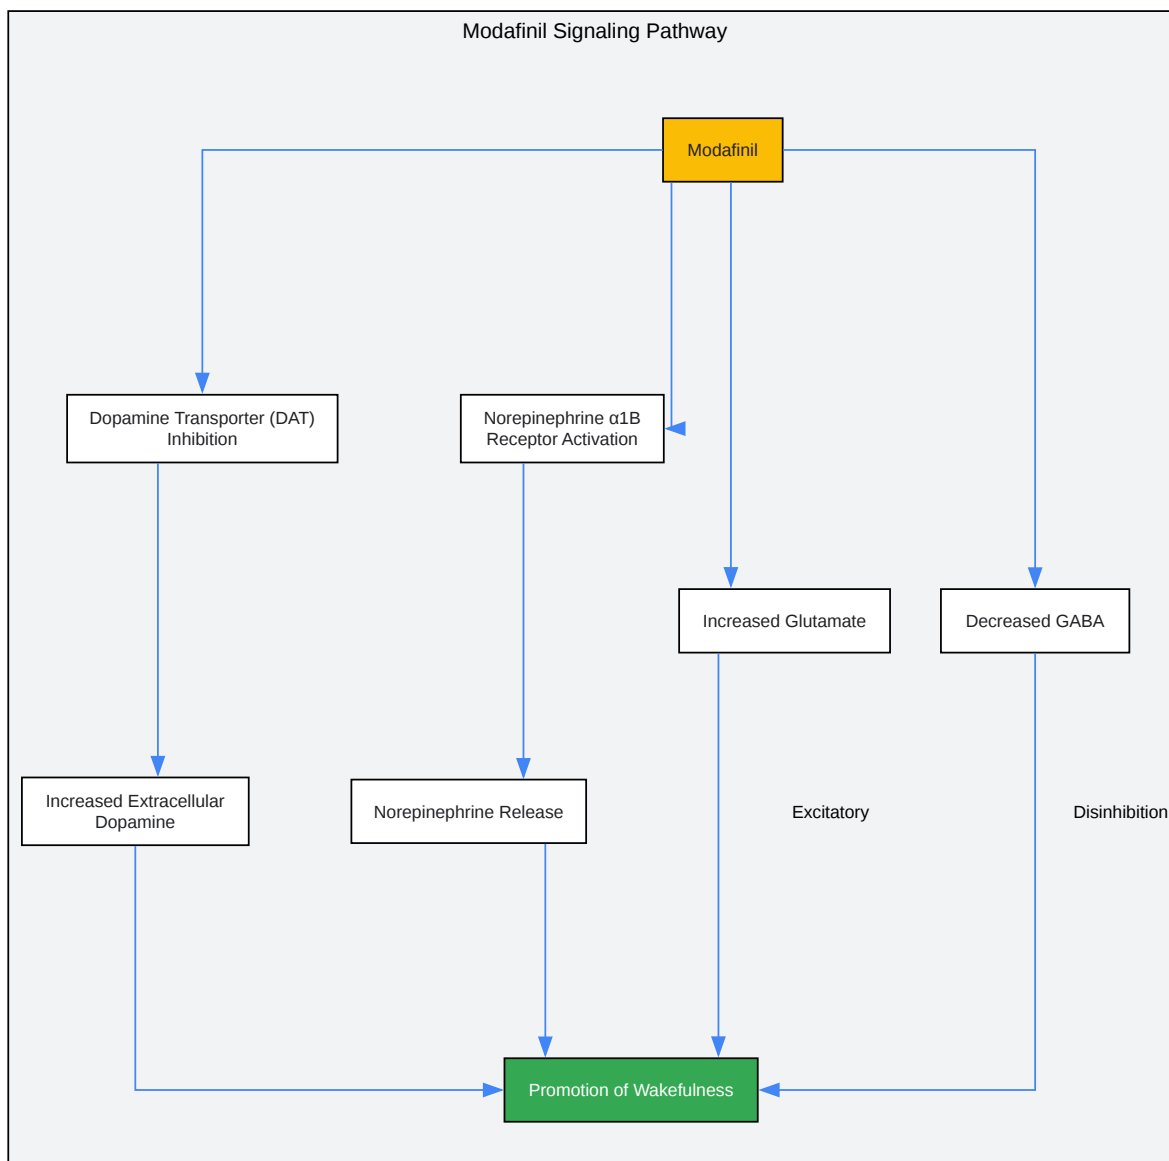 Modafinil Signaling Pathway
Modafinil
Dopamine Transporter (DAT)
Inhibition
Norepinephrine α1B
Receptor Activation
Increased Glutamate
Decreased GABA
Increased Extracellular
Dopamine
Norepinephrine Release
Excitatory
Disinhibition
Promotion of Wakefulness